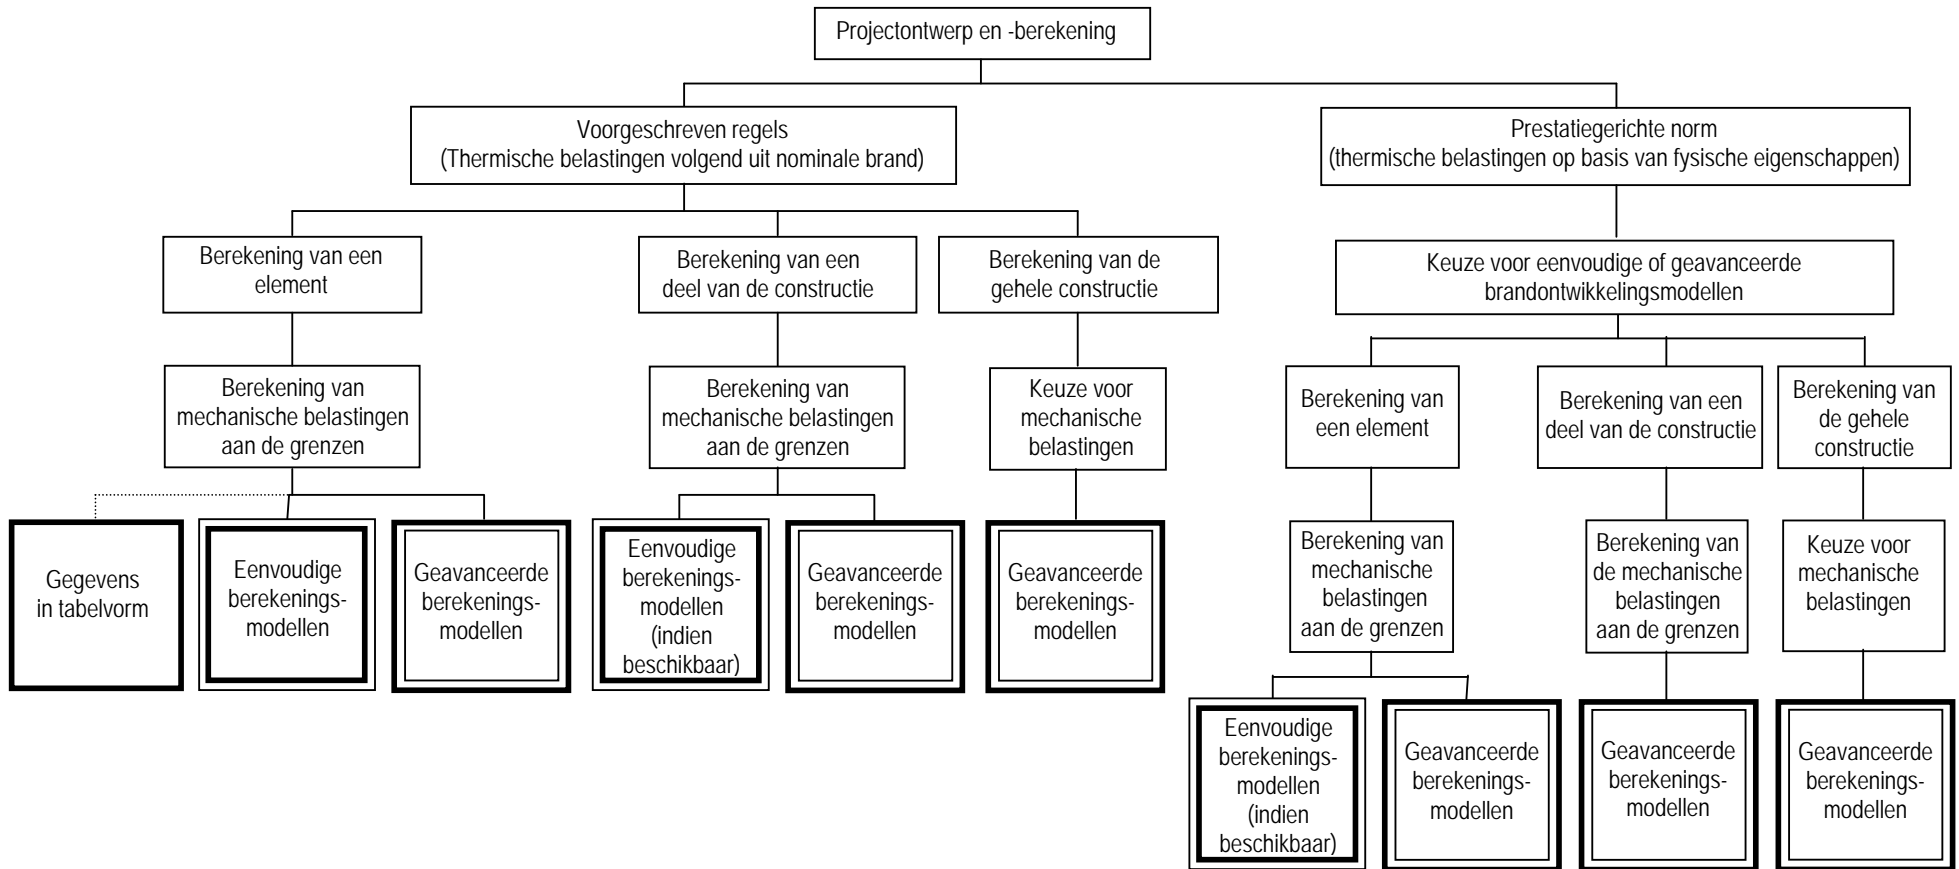 Projectontwerp en -berekening
Voorgeschreven regels
(Thermische belastingen volgend uit nominale brand)
Prestatiegerichte norm
(thermische belastingen op basis van fysische eigenschappen)
Berekening van een
element
Berekening van een
deel van de constructie
Berekening van de
gehele constructie
Keuze voor eenvoudige of geavanceerde
brandontwikkelingsmodellen
Berekening van
mechanische belastingen
aan de grenzen
Berekening van
mechanische belastingen
aan de grenzen
Keuze voor
mechanische
belastingen
Berekening van
een element
Berekening van een
deel van de constructie
Berekening van
de gehele
constructie
Gegevens
in tabelvorm
Eenvoudige
berekenings-
modellen
Geavanceerde
berekenings-
modellen
Eenvoudige
berekenings-
modellen
(indien
beschikbaar)
Geavanceerde
berekenings-
modellen
Geavanceerde
berekenings-
modellen
Berekening van
mechanische
belastingen
aan de grenzen
Berekening van
de mechanische
belastingen
aan de grenzen
Keuze voor
mechanische
belastingen
Eenvoudige
berekenings-
modellen
(indien
beschikbaar)
Geavanceerde
berekenings-
modellen
Geavanceerde
berekenings-
modellen
Geavanceerde
berekenings-
modellen